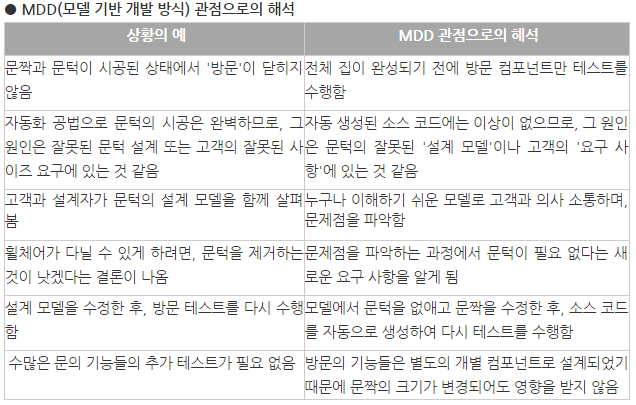 ● MDD(모델 기반 개발 방식) 관점으로의 해석
상황의 예
MDD 관점으로의 해석
문짝과 문턱이 시공된 상태에서 '방문'이 닫히지
않음
전체 집이 완성되기 전에 방문 컴포넌트만 테스트를
수행함
자동화 공법으로 문턱의 시공은 완벽하므로, 그
원인은 잘못된 문턱 설계 또는 고객의 잘못된 사
이즈 요구에 있는 것 같음
자동 생성된 소스 코드에는 이상이 없으므로, 그 원인
은 문턱의 잘못된 '설계 모델'이나 고객의 '요구 사
항'에 있는 것 같음
고객과 설계자가 문턱의 설계 모델을 함께 살펴
봄
누구나 이해하기 쉬운 모델로 고객과 의사 소통하며,
문제점을 파악함
휠체어가 다닐 수 있게 하려면, 문턱을 제거하는
것이 낫겠다는 결론이 나옴
문제점을 파악하는 과정에서 문턱이 필요 없다는 새
로운 요구 사항을 알게 됨
설계 모델을 수정한 후, 방문 테스트를 다시 수행
함
모델에서 문턱을 없애고 문짝을 수정한 후, 소스 코드
를 자동으로 생성하여 다시 테스트를 수행함
수많은 문의 기능들의 추가 테스트가 필요 없음
방문의 기능들은 별도의 개별 컴포넌트로 설계되었기
때문에 문짝의 크기가 변경되어도 영향을 받지 않음